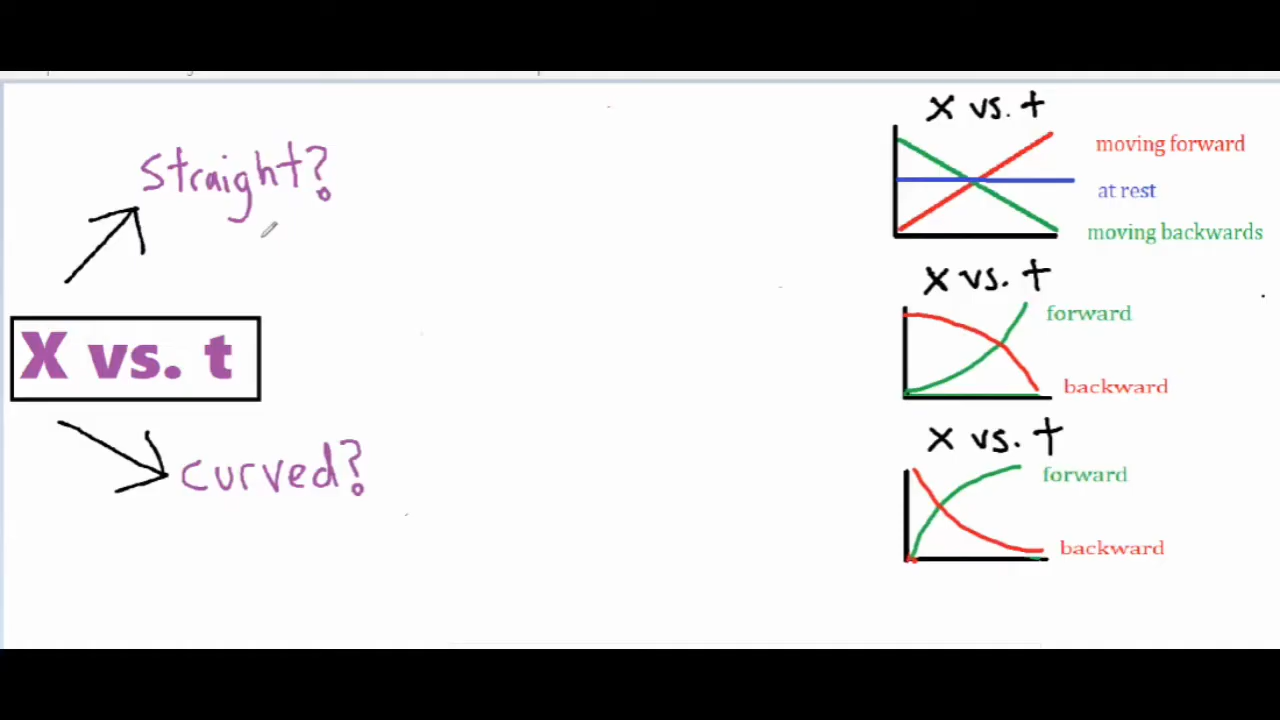 straight?
X vs. t
curved?
X vs. t
moving forward
at rest
moving backwards
X vs. t
forward
backward
X vs. t
forward
backward